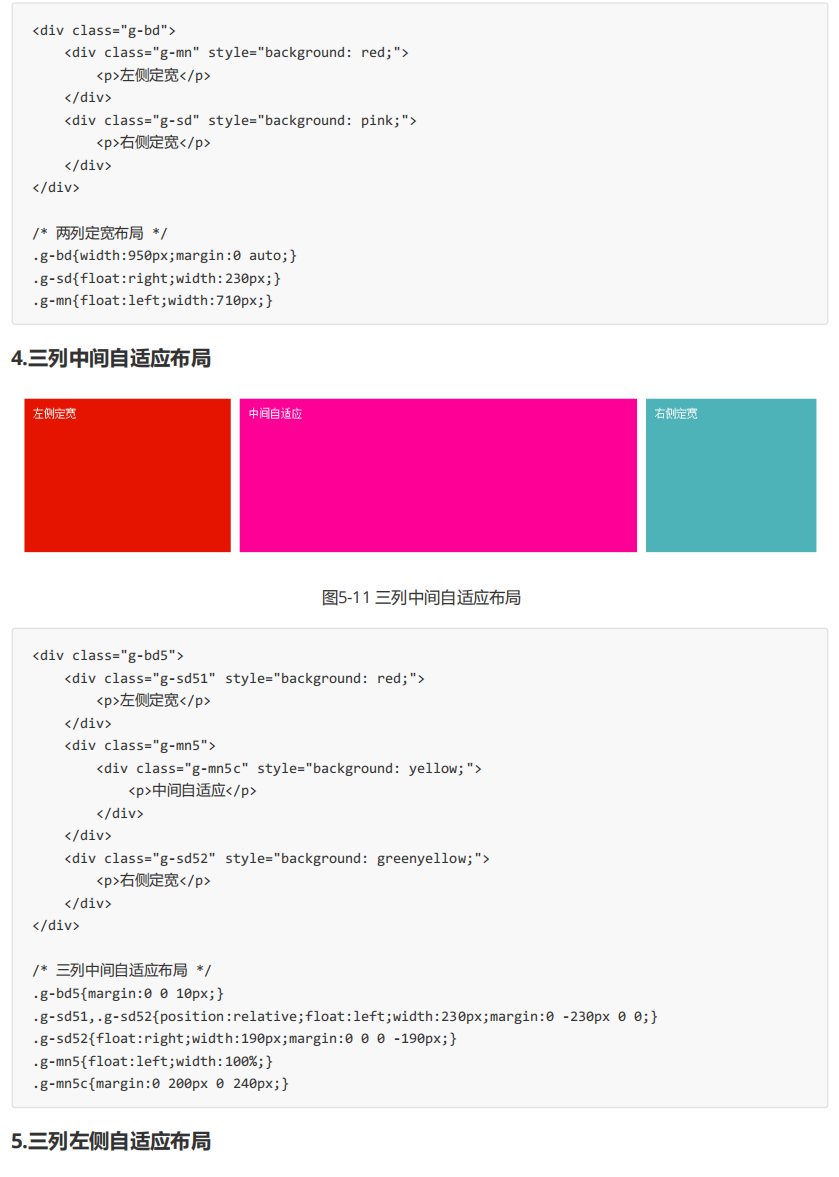 <div class="g-bd">
    <div class="g-mn" style="background: red;">
        <p>左侧定宽</p>
    </div>
    <div class="g-sd" style="background: pink;">
        <p>右侧定宽</p>
    </div>
</div>

/* 两列定宽布局 */
.g-bd{width:950px;margin:0 auto;}
.g-sd{float:right;width:230px;}
.g-mn{float:left;width:710px;}
4.三列中间自适应布局
左侧定宽 中间自适应 右侧定宽
图5-11 三列中间自适应布局
<div class="g-bd5">
    <div class="g-sd51" style="background: red;">
        <p>左侧定宽</p>
    </div>
    <div class="g-mn5">
        <div class="g-mn5c" style="background: yellow;">
            <p>中间自适应</p>
        </div>
    </div>
    <div class="g-sd52" style="background: greenyellow;">
        <p>右侧定宽</p>
    </div>
</div>

/* 三列中间自适应布局 */
.g-bd5{margin:0 0 10px;}
.g-sd51,.g-sd52{position:relative;float:left;width:230px;margin:0 -230px 0 0;}
.g-sd52{float:right;width:190px;margin:0 0 0 -190px;}
.g-mn5{float:left;width:100%;}
.g-mn5c{margin:0 200px 0 240px;}
5.三列左侧自适应布局